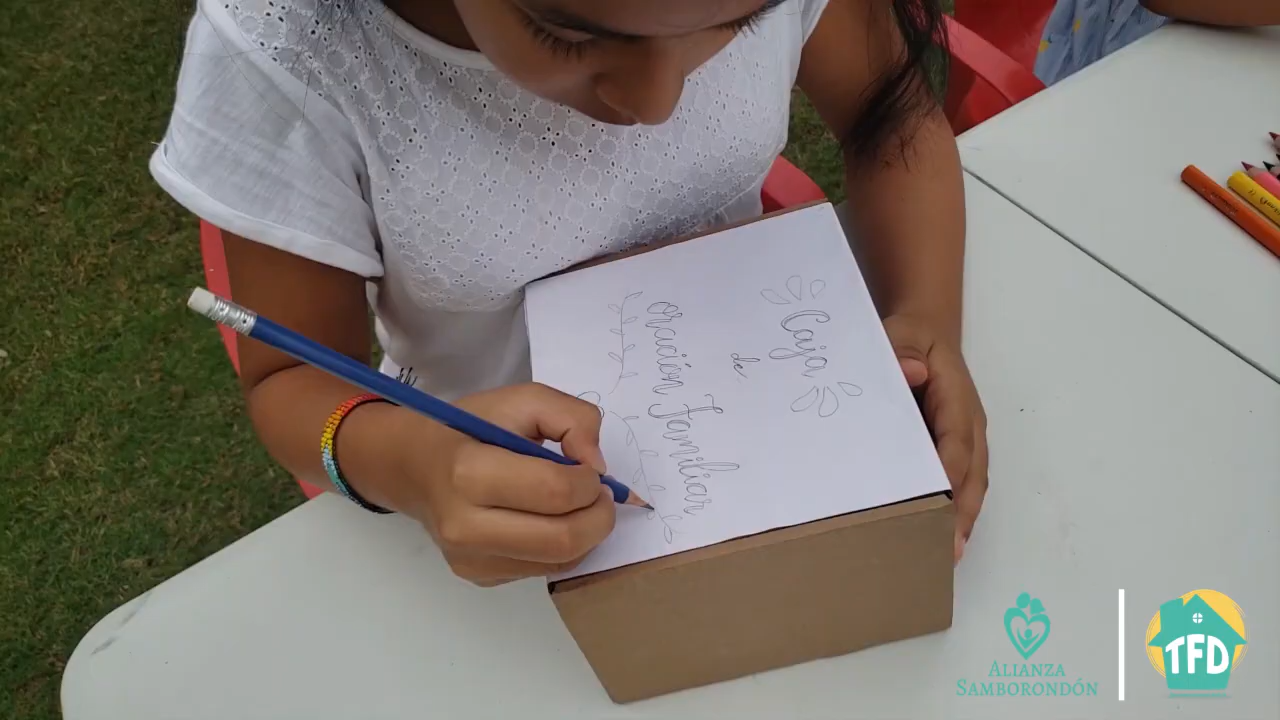 Caja
de
Oración Familiar
ALIANZA
SAMBORONDÓN
TFD